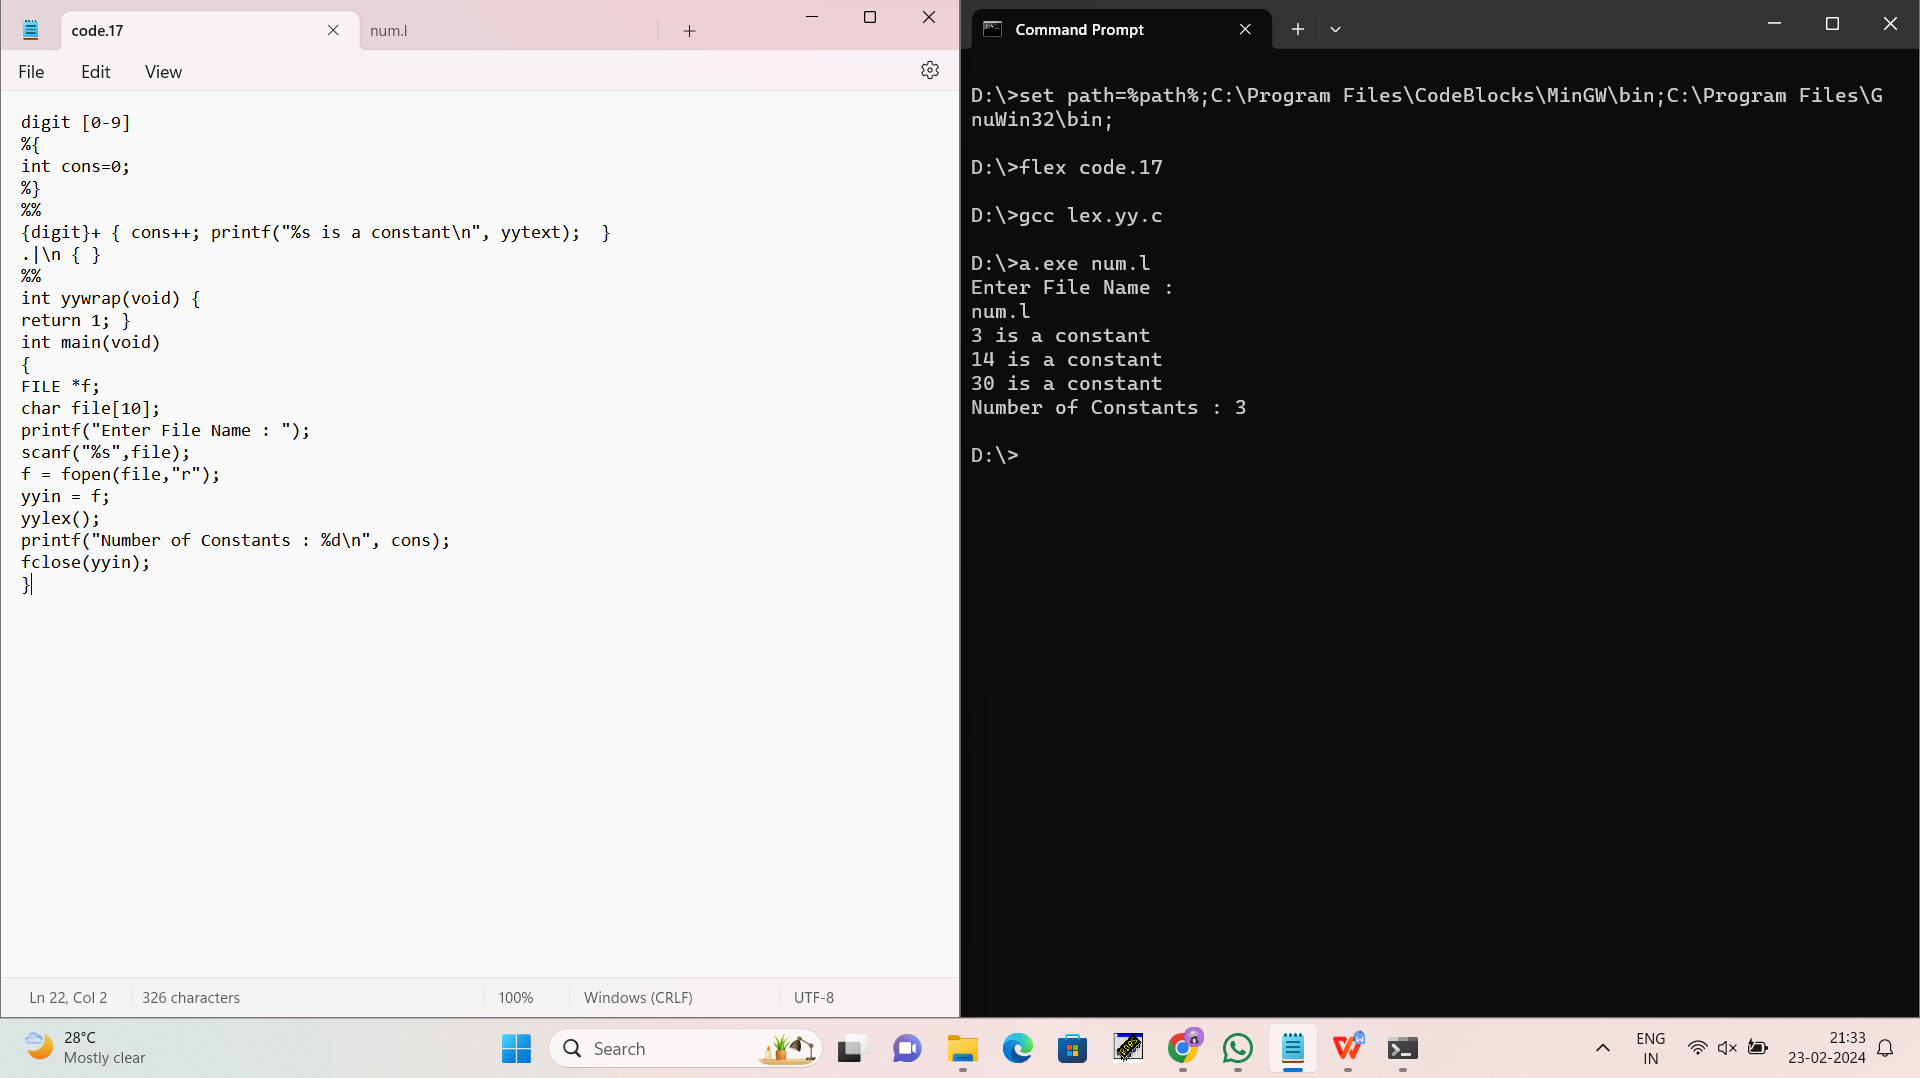 code.17
num.l
File Edit View
digit [0-9]
%{
int cons=0;
%}
%%
{digit}+ { cons++; printf("%s is a constant\n", yytext);  }
.|\n { }
%%
int yywrap(void) {
return 1; }
int main(void)
{
FILE *f;
char file[10];
printf("Enter File Name : ");
scanf("%s",file);
f = fopen(file,"r");
yyin = f;
yylex();
printf("Number of Constants : %d\n", cons);
fclose(yyin);
}
Ln 22, Col 2 326 characters 100% Windows (CRLF) UTF-8
Command Prompt
D:\>set path=%path%;C:\Program Files\CodeBlocks\MinGW\bin;C:\Program Files\G
nuWin32\bin;
D:\>flex code.17
D:\>gcc lex.yy.c
D:\>a.exe num.l
Enter File Name :
num.l
3 is a constant
14 is a constant
30 is a constant
Number of Constants : 3
D:\>
28°C
Mostly clear
Search
ENG
IN
21:33
23-02-2024